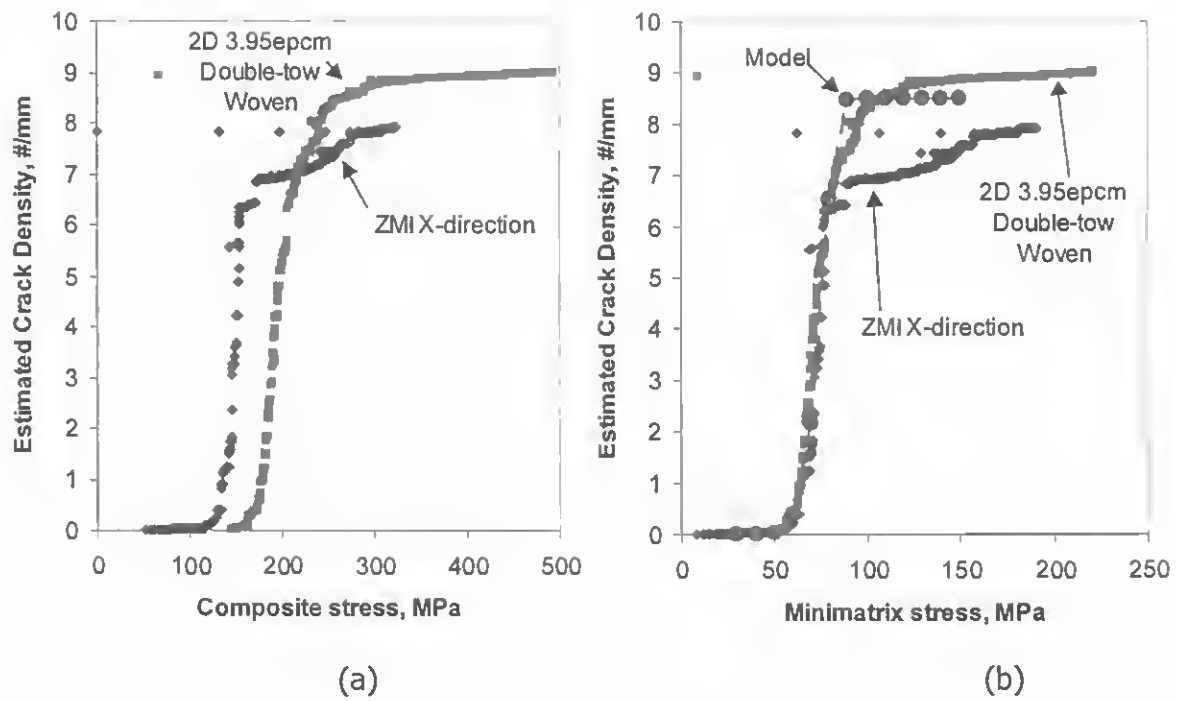 10
9
8
7
6
5
4
3
2
1
0
Estimated Crack Density, #/mm
2D 3.95epcm
Double-tow
Woven
ZMI X-direction
0
100
200
300
400
500
Composite stress, MPa
(a)
10
9
8
7
6
5
4
3
2
1
0
Estimated Crack Density, #/mm
Model
2D 3.95epcm
Double-tow
Woven
ZMI X-direction
0
50
100
150
200
250
Minimatrix stress, MPa
(b)